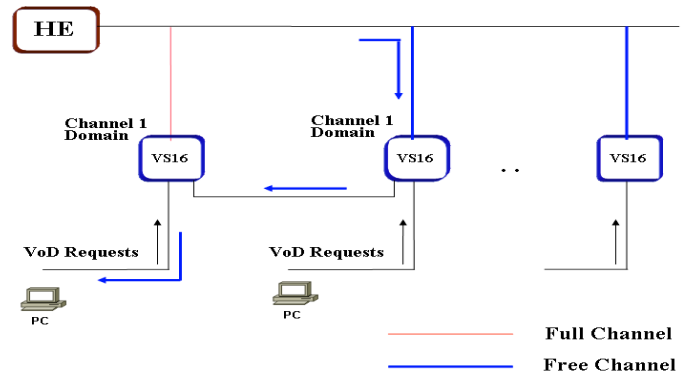 HE
Channel 1
Domain
Channel 1
Domain
VS16
VS16
VS16
. .
VoD Requests
VoD Requests
PC
PC
Full Channel
Free Channel